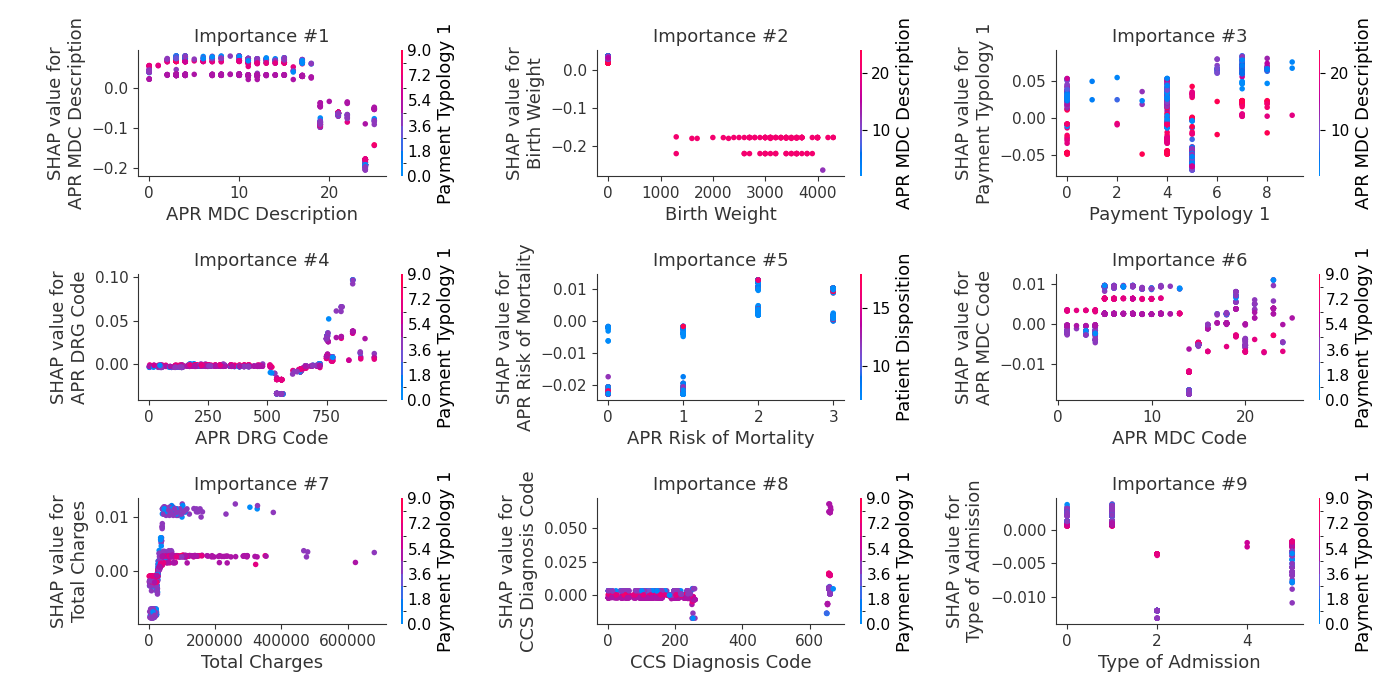 Importance #1
SHAP value for
APR MDC Description
0.0
−0.1
−0.2
0
10
20
APR MDC Description
9.0
7.2
5.4
3.6
1.8
0.0
Payment Typology 1
Importance #2
SHAP value for
Birth Weight
0.0
−0.1
−0.2
0
1000
2000
3000
4000
Birth Weight
20
10
APR MDC Description
Importance #3
SHAP value for
Payment Typology 1
0.05
0.00
−0.05
0
2
4
6
8
Payment Typology 1
20
10
APR MDC Description
Importance #4
SHAP value for
APR DRG Code
0.10
0.05
0.00
0
250
500
750
APR DRG Code
9.0
7.2
5.4
3.6
1.8
0.0
Payment Typology 1
Importance #5
SHAP value for
APR Risk of Mortality
0.01
0.00
−0.01
−0.02
0
1
2
3
APR Risk of Mortality
15
10
Patient Disposition
Importance #6
SHAP value for
APR MDC Code
0.01
0.00
−0.01
0
10
20
APR MDC Code
9.0
7.2
5.4
3.6
1.8
0.0
Payment Typology 1
Importance #7
SHAP value for
Total Charges
0.01
0.00
0
200000
400000
600000
Total Charges
9.0
7.2
5.4
3.6
1.8
0.0
Payment Typology 1
Importance #8
SHAP value for
CCS Diagnosis Code
0.050
0.025
0.000
0
200
400
600
CCS Diagnosis Code
9.0
7.2
5.4
3.6
1.8
0.0
Payment Typology 1
Importance #9
SHAP value for
Type of Admission
0.000
−0.005
−0.010
0
2
4
Type of Admission
9.0
7.2
5.4
3.6
1.8
0.0
Payment Typology 1